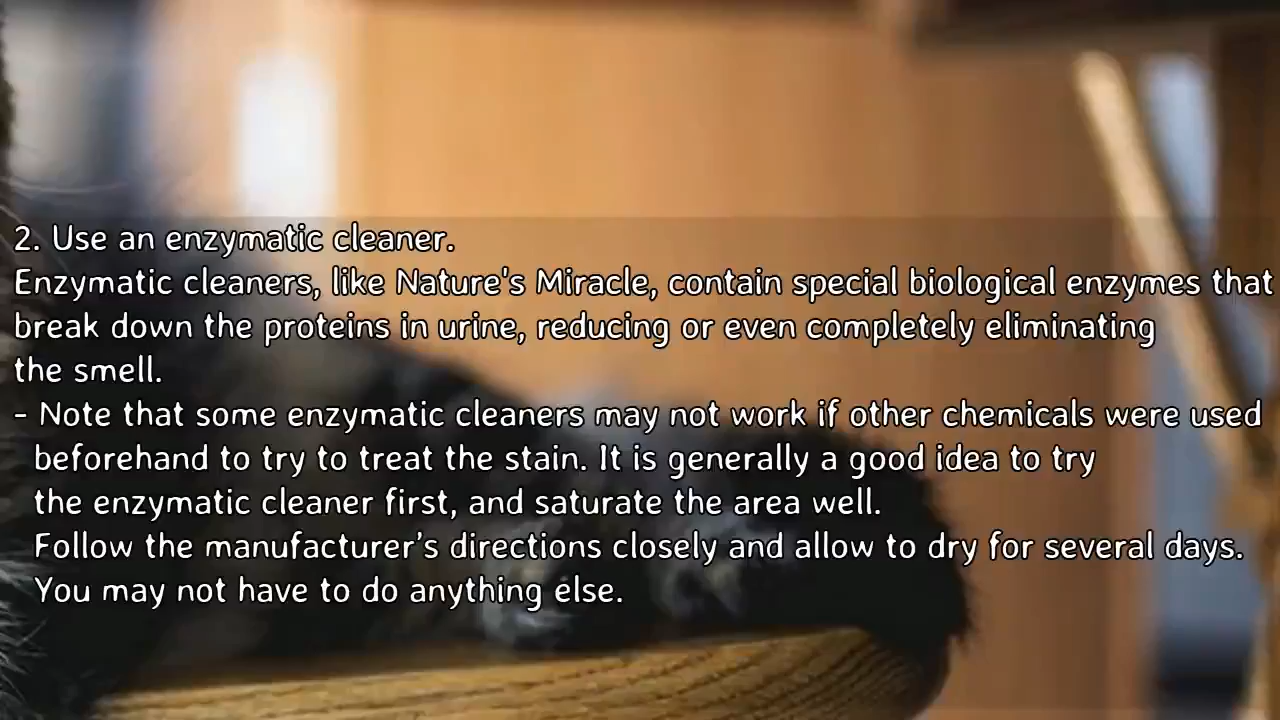 2. Use an enzymatic cleaner.
Enzymatic cleaners, like Nature's Miracle, contain special biological enzymes that
break down the proteins in urine, reducing or even completely eliminating
the smell.
- Note that some enzymatic cleaners may not work if other chemicals were used
beforehand to try to treat the stain. It is generally a good idea to try
the enzymatic cleaner first, and saturate the area well.
Follow the manufacturer’s directions closely and allow to dry for several days.
You may not have to do anything else.